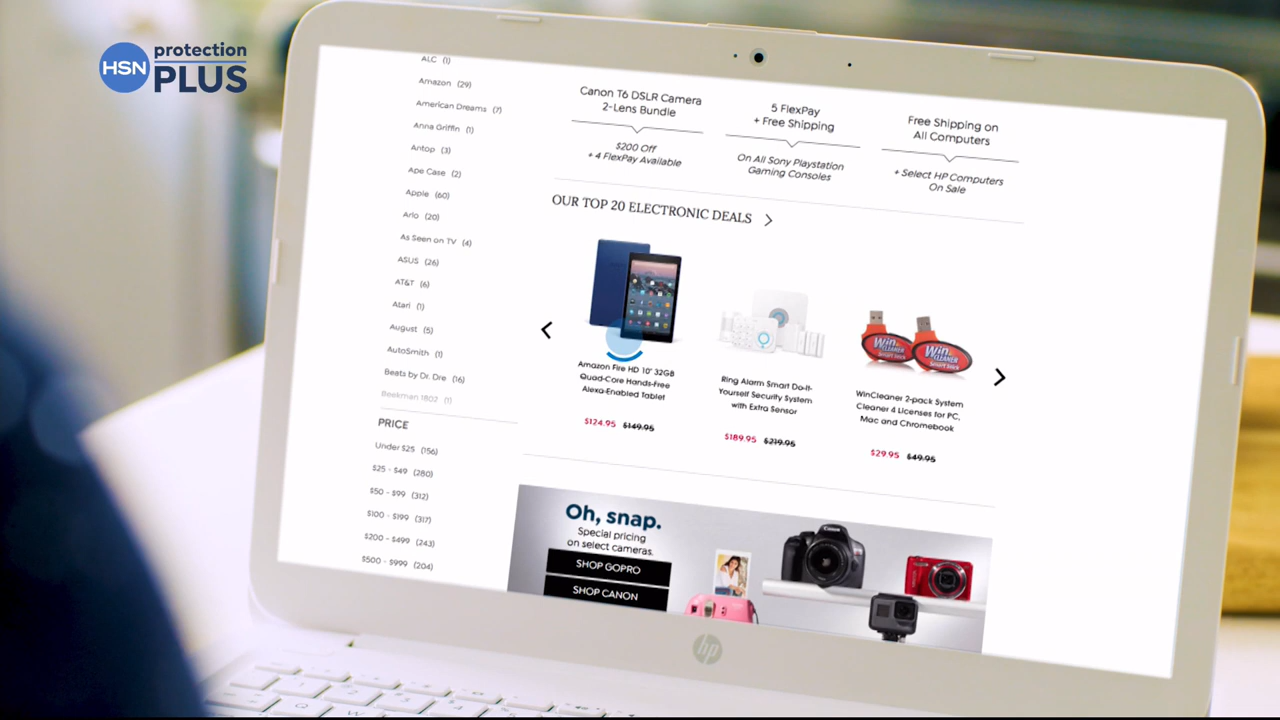 HSN protection
PLUS
ALC (1)
Amazon (29)
American Dreams (7)
Anna Griffin (1)
Antop (3)
Ape Case (2)
Apple (60)
Arlo (20)
As Seen on TV (4)
ASUS (26)
AT&T (6)
Atari (1)
August (5)
AutoSmith (1)
Beats by Dr. Dre (16)
Beekman 1802 (1)
PRICE
Under $25 (156)
$25 - $49 (280)
$50 - $99 (312)
$100 - $199 (317)
$200 - $499 (243)
$500 - $999 (204)
Canon T6 DSLR Camera
2-Lens Bundle
$200 Off
+ 4 FlexPay Available
5 FlexPay
+ Free Shipping
On All Sony Playstation
Gaming Consoles
Free Shipping on
All Computers
+ Select HP Computers
On Sale
OUR TOP 20 ELECTRONIC DEALS
Amazon Fire HD 10" 32GB
Quad-Core Hands-Free
Alexa-Enabled Tablet
$124.95 $149.95
Ring Alarm Smart Do-It-
Yourself Security System
with Extra Sensor
$189.95 $219.95
Win
CLEANER
Win
CLEANER
WinCleaner 2-pack System
Cleaner 4 Licenses for PC,
Mac and Chromebook
$29.95 $49.95
Oh, snap.
Special pricing
on select cameras.
SHOP GOPRO
SHOP CANON
Canon
hp